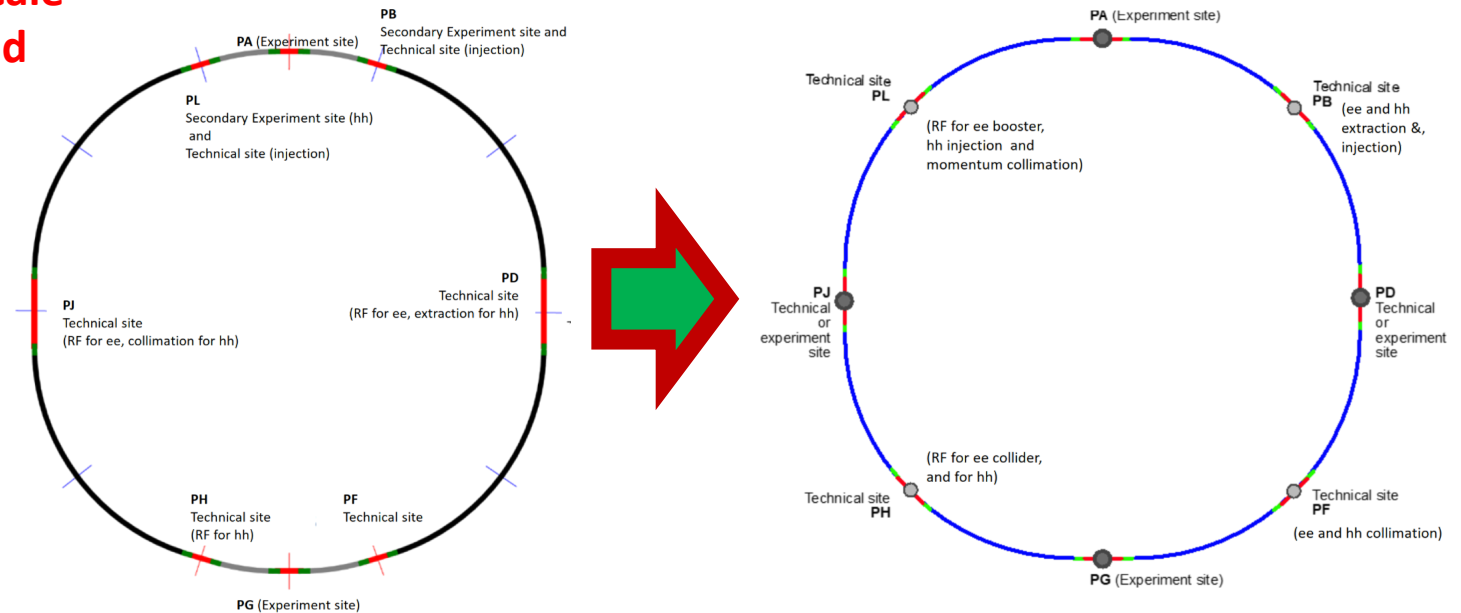 d
PB
Secondary Experiment site and
Technical site (injection)
PA (Experiment site)
PL
Secondary Experiment site (hh)
and
Technical site (injection)
PD
Technical site
(RF for ee, extraction for hh)
PJ
Technical site
(RF for ee, collimation for hh)
PH
Technical site
(RF for hh)
PF
Technical site
PG (Experiment site)
PA (Experiment site)
Technical site
PL
(RF for ee booster,
hh injection and
momentum collimation)
Technical site
PB
(ee and hh
extraction &,
injection)
PJ
Technical
or
experiment
site
PD
Technical
or
experiment
site
(RF for ee collider,
and for hh)
Technical site
PH
Technical site
PF
(ee and hh collimation)
PG (Experiment site)